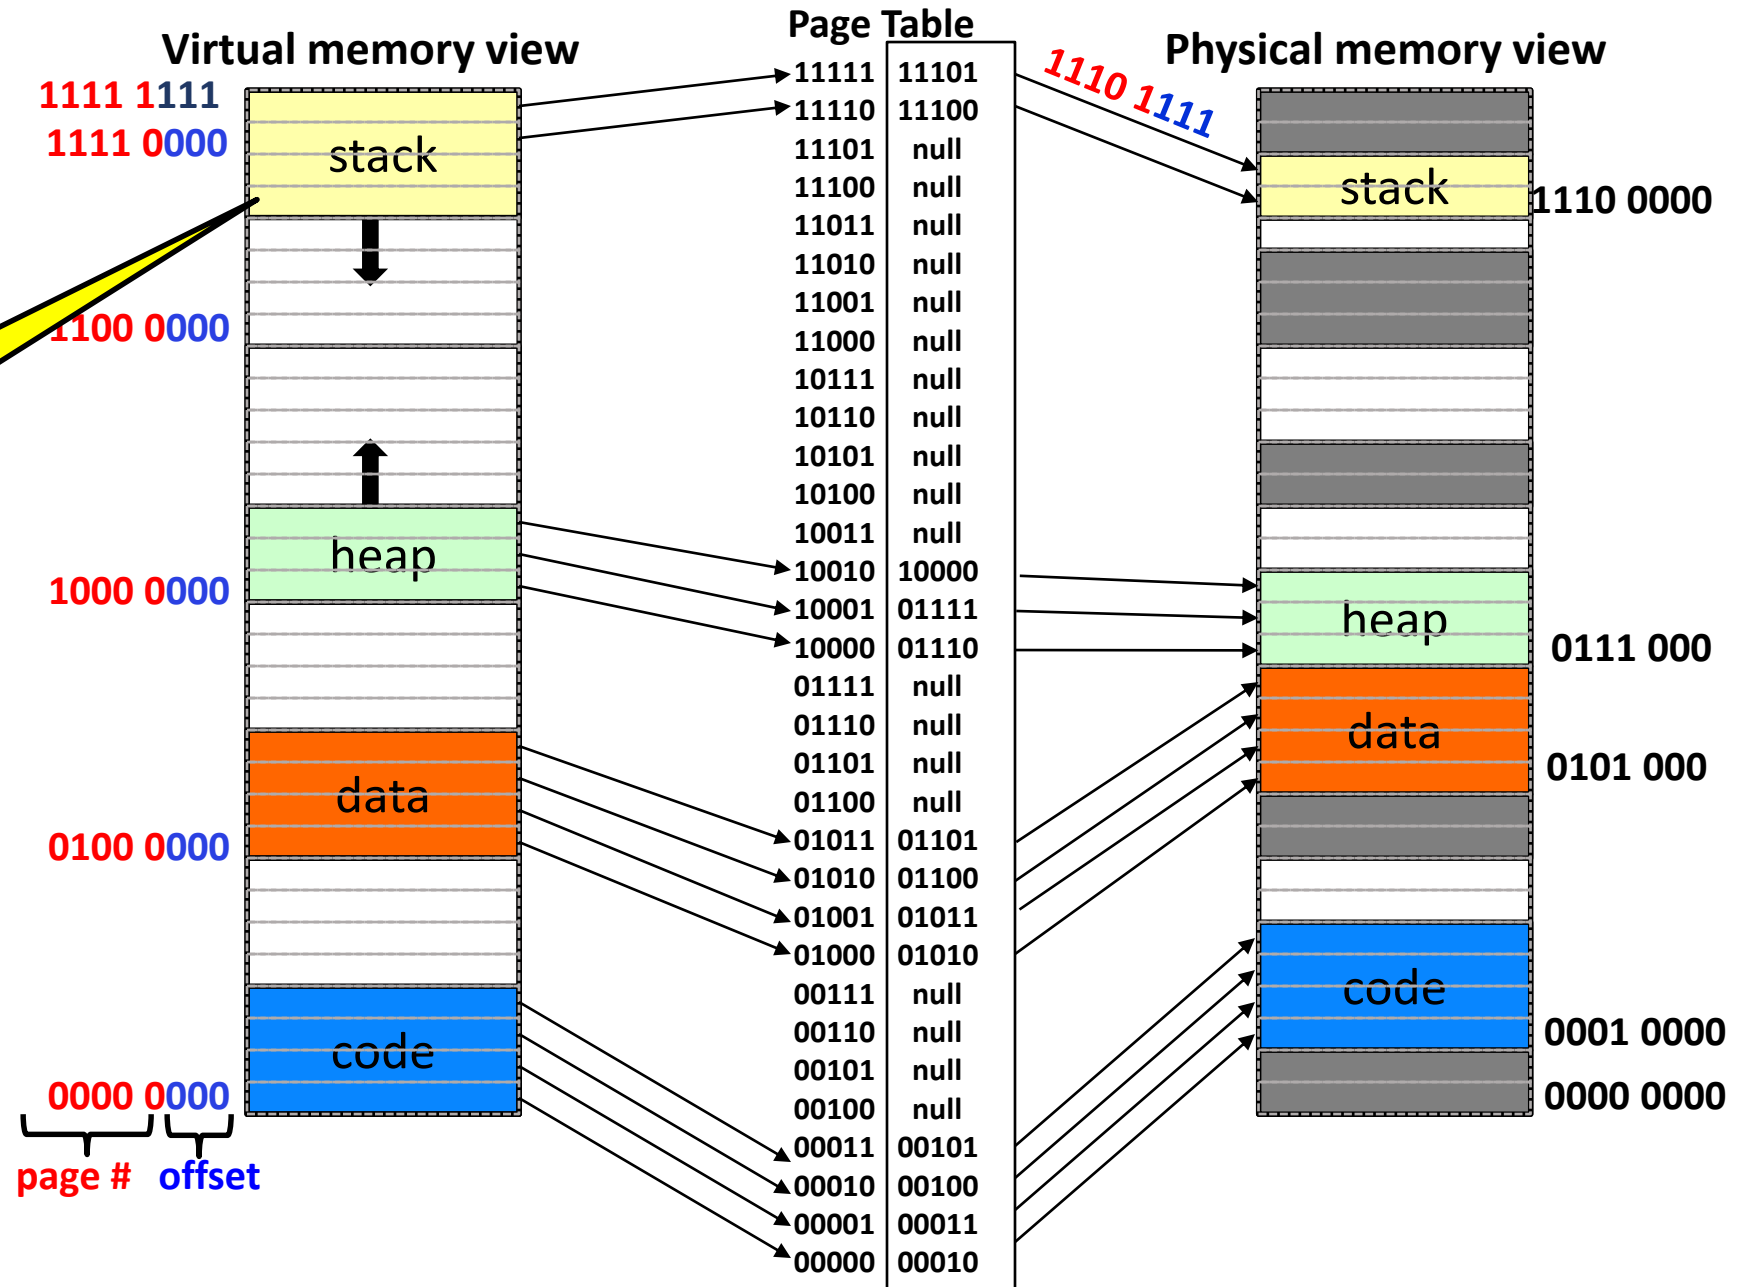 Page Table
Virtual memory view
Physical memory view
1111 1111
1111 0000
1100 0000
1000 0000
0100 0000
0000 0000
page # offset
stack
heap
data
code
11111 11101
11110 11100
11101 null
11100 null
11011 null
11010 null
11001 null
11000 null
10111 null
10110 null
10101 null
10100 null
10011 null
10010 10000
10001 01111
10000 01110
01111 null
01110 null
01101 null
01100 null
01011 01101
01010 01100
01001 01011
01000 01010
00111 null
00110 null
00101 null
00100 null
00011 00101
00010 00100
00001 00011
00000 00010
1110 1111
stack
1110 0000
heap
0111 000
data
0101 000
code
0001 0000
0000 0000